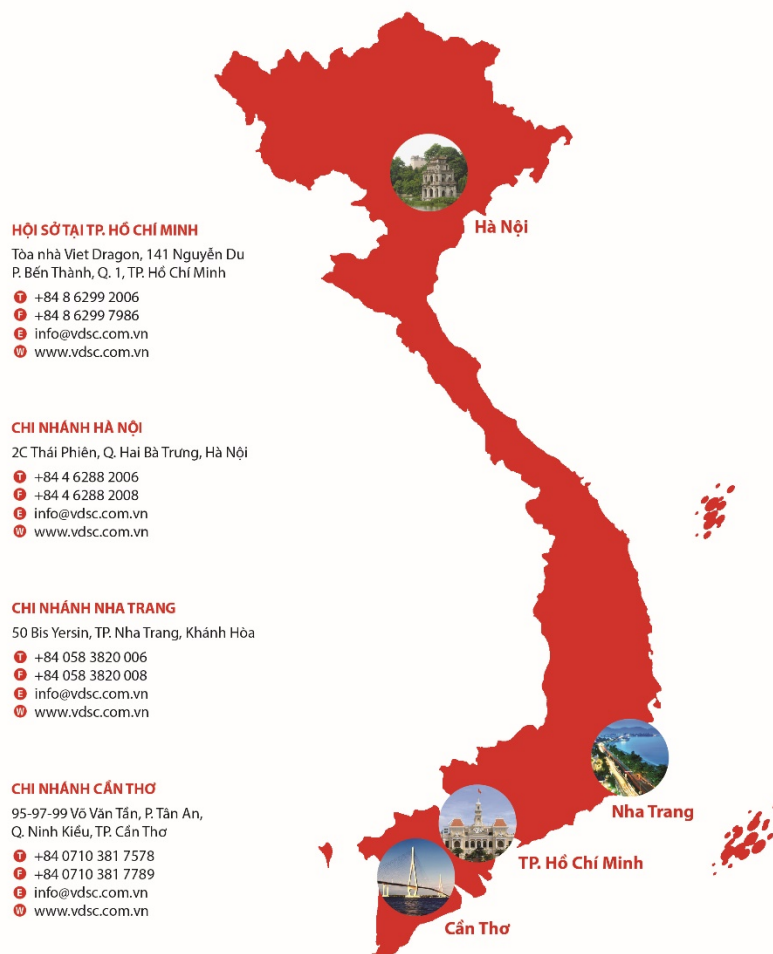 HỘI SỞ TẠI TP. HỒ CHÍ MINH
Tòa nhà Viet Dragon, 141 Nguyễn Du
P. Bến Thành, Q. 1, TP. Hồ Chí Minh
T +84 8 6299 2006
F +84 8 6299 7986
E info@vdsc.com.vn
W www.vdsc.com.vn
CHI NHÁNH HÀ NỘI
2C Thái Phiên, Q. Hai Bà Trưng, Hà Nội
T +84 4 6288 2006
F +84 4 6288 2008
E info@vdsc.com.vn
W www.vdsc.com.vn
CHI NHÁNH NHA TRANG
50 Bis Yersin, TP. Nha Trang, Khánh Hòa
T +84 058 3820 006
F +84 058 3820 008
E info@vdsc.com.vn
W www.vdsc.com.vn
CHI NHÁNH CẦN THƠ
95-97-99 Võ Văn Tần, P. Tân An,
Q. Ninh Kiều, TP. Cần Thơ
T +84 0710 381 7578
F +84 0710 381 7789
E info@vdsc.com.vn
W www.vdsc.com.vn
Hà Nội
Nha Trang
TP. Hồ Chí Minh
Cần Thơ